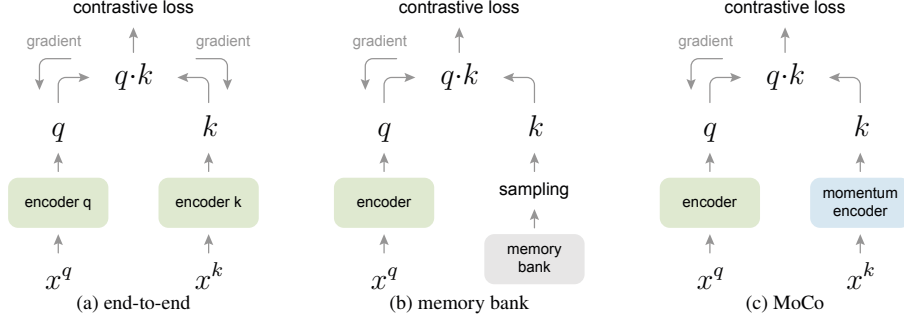 contrastive loss
gradient
gradient
q·k
q
k
encoder q
encoder k
x^q
x^k
(a) end-to-end
contrastive loss
gradient
q·k
q
k
encoder
sampling
memory
bank
x^q
(b) memory bank
contrastive loss
gradient
q·k
q
k
encoder
momentum
encoder
x^q
x^k
(c) MoCo